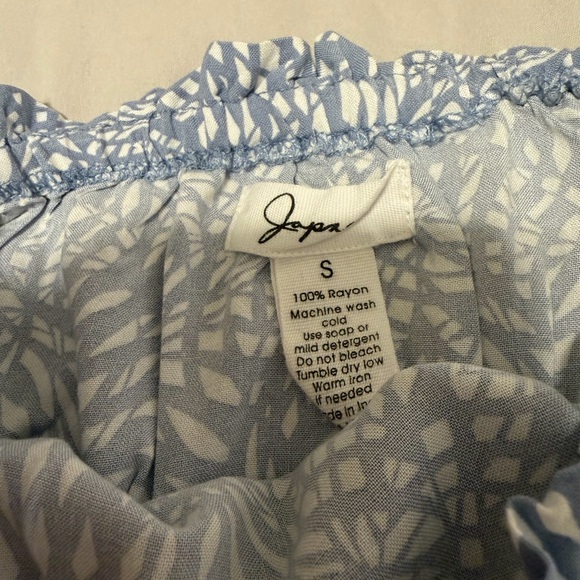 S
100% Rayon
Machine wash
cold
Use soap or
mild detergent
Do not bleach
Tumble dry low
Warm Iron
if needed